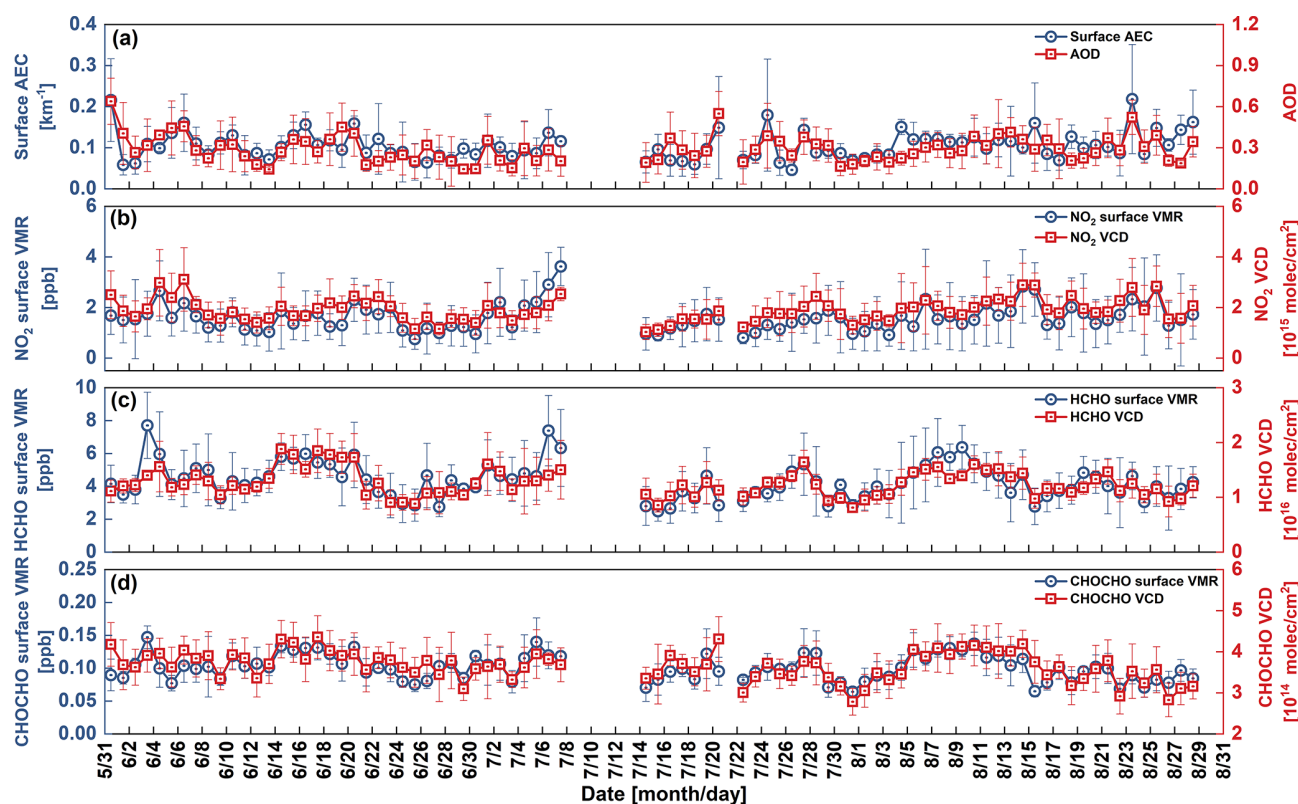 (a)
Surface AEC
[km⁻¹]
0.4
0.3
0.2
0.1
0.0
Surface AEC
AOD
1.2
0.9
0.6
0.3
0.0
AOD
(b)
NO₂ surface VMR
[ppb]
6
4
2
0
NO₂ surface VMR
NO₂ VCD
6
4
2
0
NO₂ VCD
[10¹⁵ molec/cm²]
(c)
HCHO surface VMR
[ppb]
10
8
6
4
2
0
HCHO surface VMR
HCHO VCD
3
2
1
0
HCHO VCD
[10¹⁶ molec/cm²]
(d)
CHOCHO surface VMR
[ppb]
0.25
0.20
0.15
0.10
0.05
0.00
CHOCHO surface VMR
CHOCHO VCD
6
5
4
3
2
CHOCHO VCD
[10¹⁴ molec/cm²]
5/31 6/2 6/4 6/6 6/8 6/10 6/12 6/14 6/16 6/18 6/20 6/22 6/24 6/26 6/28 6/30 7/2 7/4 7/6 7/8 7/10 7/12 7/14 7/16 7/18 7/20 7/22 7/24 7/26 7/28 7/30 8/1 8/3 8/5 8/7 8/9 8/11 8/13 8/15 8/17 8/19 8/21 8/23 8/25 8/27 8/29 8/31
Date [month/day]